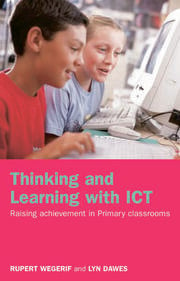 Thinking and
Learning with ICT
Raising achievement in Primary classrooms
RUPERT WEGERIF and LYN DAWES